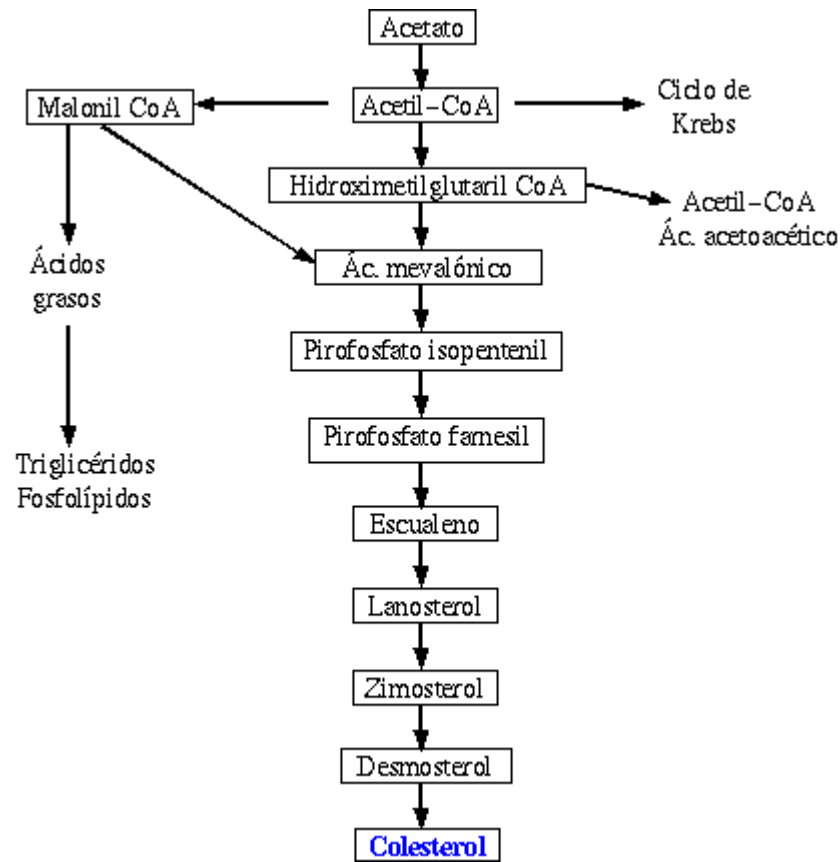 Acetato
Malonil CoA
Acetil-CoA
Ciclo de
Krebs
Hidroximetilglutaril CoA
Acetil-CoA
Ác. acetoacético
Ácidos
grasos
Ác. mevalónico
Pirofosfato isopentenil
Pirofosfato farnesil
Triglicéridos
Fosfolípidos
Escualeno
Lanosterol
Zimosterol
Desmosterol
Colesterol